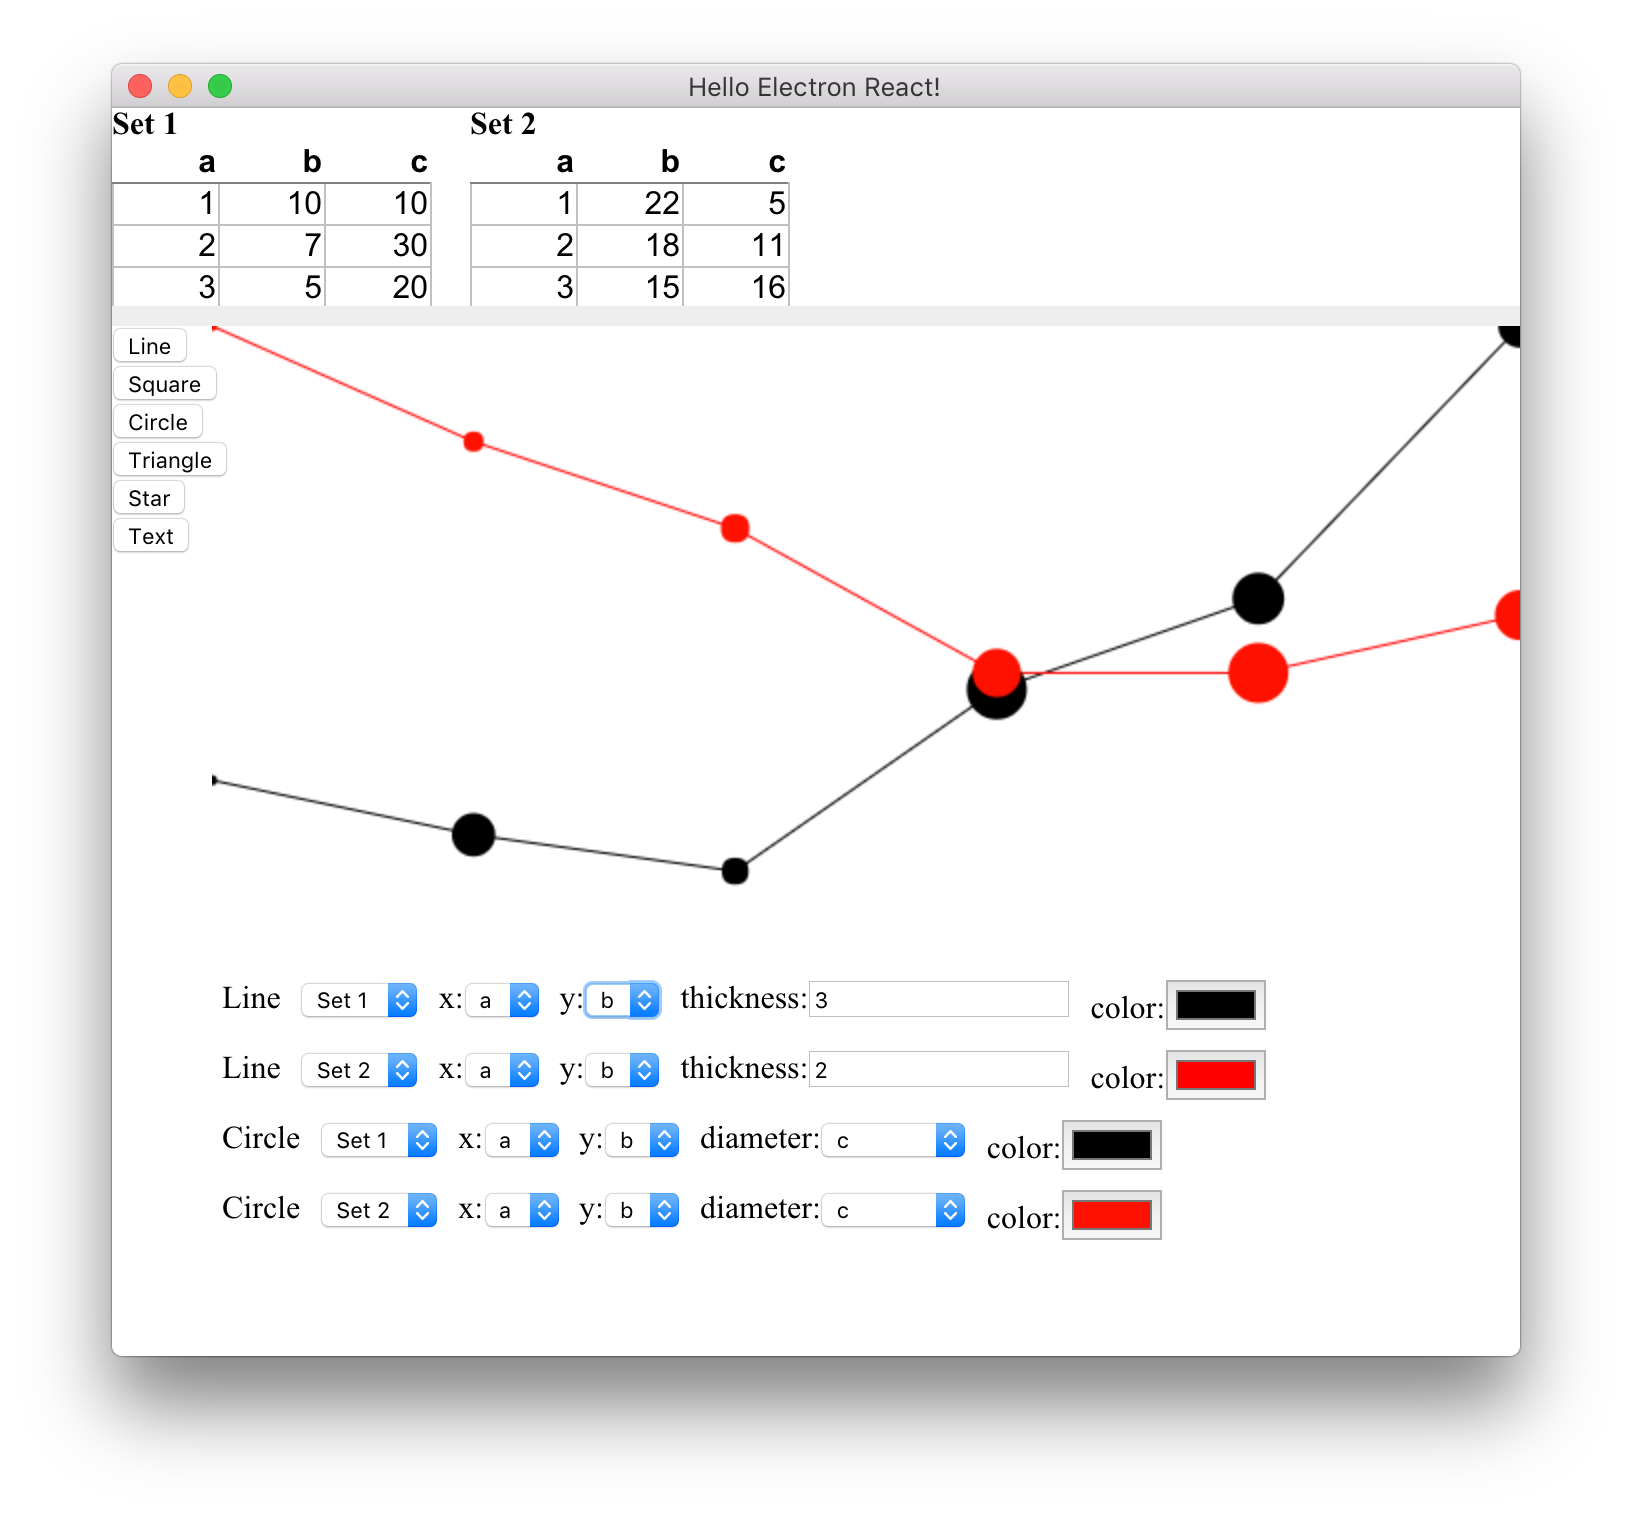 Hello Electron React!
Set 1
a b c
1 10 10
2 7 30
3 5 20
Set 2
a b c
1 22 5
2 18 11
3 15 16
Line
Square
Circle
Triangle
Star
Text
Line Set 1 x: a y: b thickness: 3 color:
Line Set 2 x: a y: b thickness: 2 color:
Circle Set 1 x: a y: b diameter: c color:
Circle Set 2 x: a y: b diameter: c color: